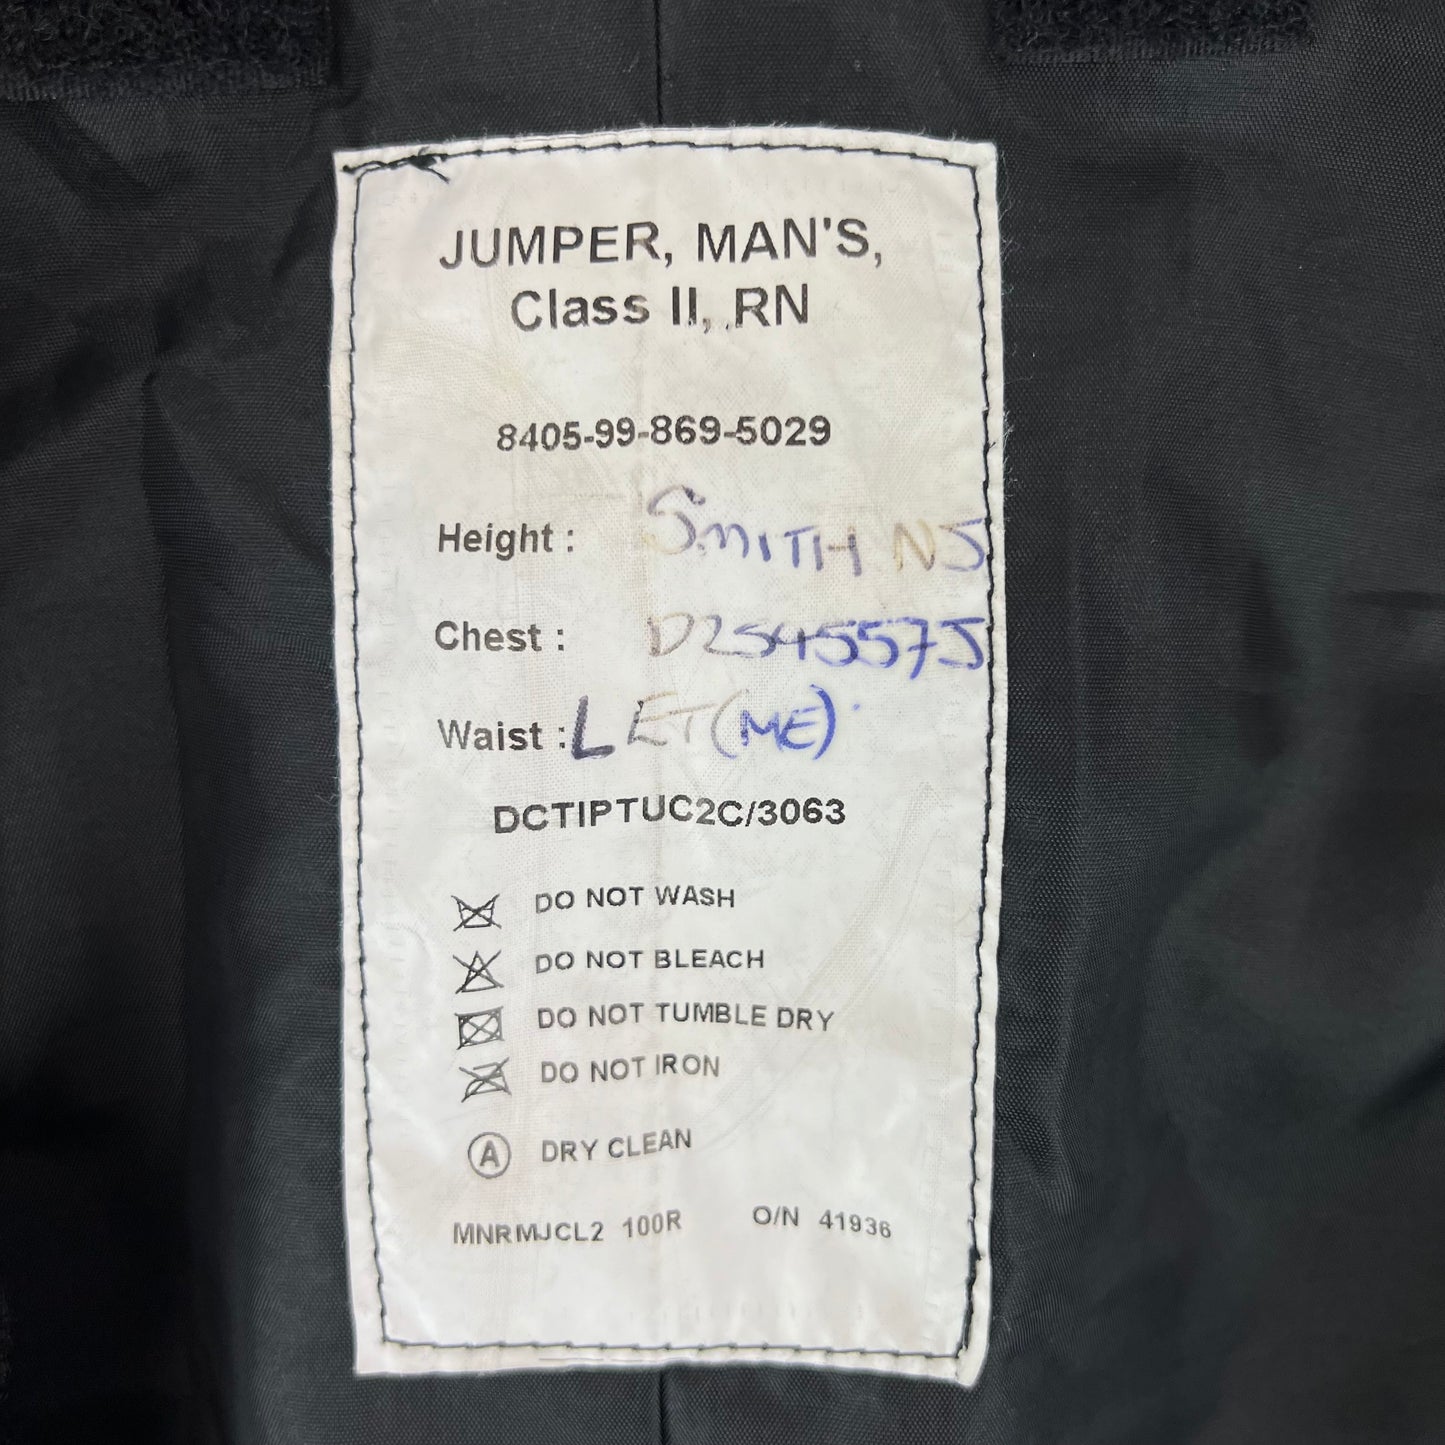 JUMPER, MAN'S,
Class II, RN
8405-99-869-5029
Height : SMITH NJ
Chest : D254557J
Waist : LET(ME)
DCTIPTUC2C/3063
DO NOT WASH
DO NOT BLEACH
DO NOT TUMBLE DRY
DO NOT IRON
A DRY CLEAN
MNRMJCL2 100R O/N 41936